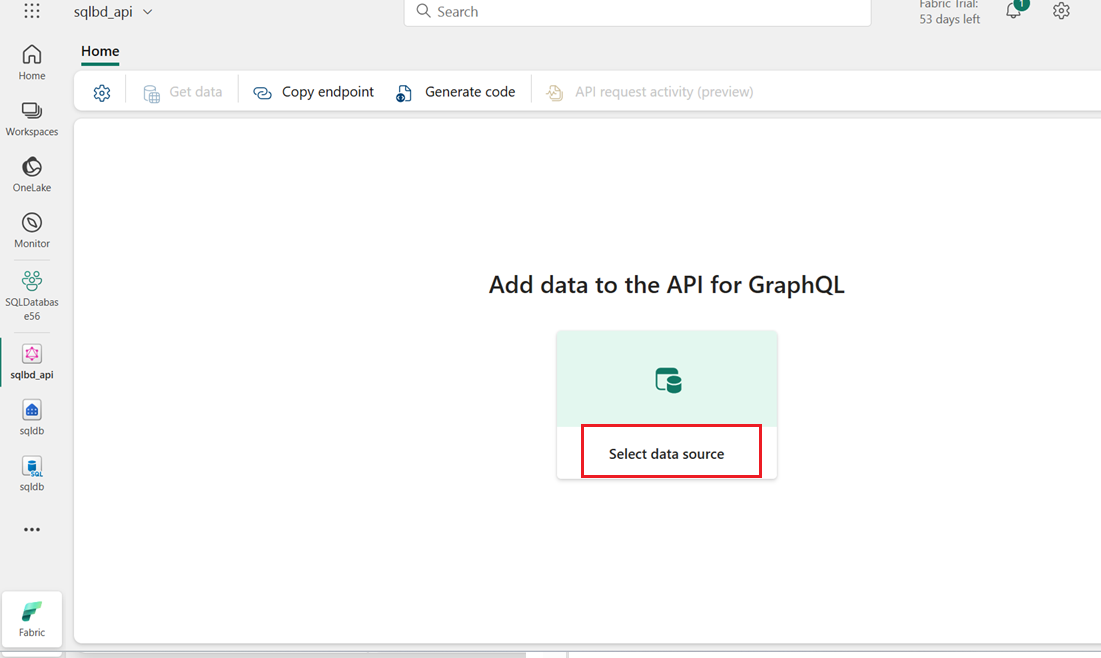 sqlbd_api
Search
Fabric Trial:
53 days left
1
Home
Home
Get data
Copy endpoint
Generate code
API request activity (preview)
Workspaces
OneLake
Monitor
SQLDatabas
e56
sqlbd_api
sqldb
SQL
sqldb
Fabric
Add data to the API for GraphQL
Select data source